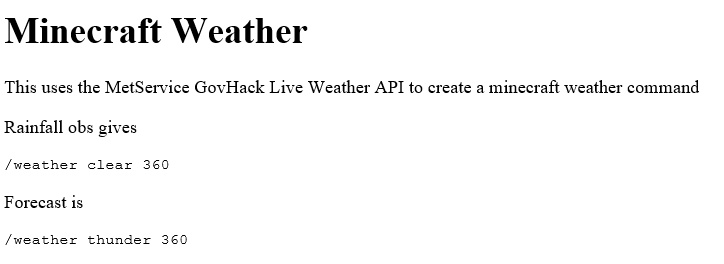 Minecraft Weather
This uses the MetService GovHack Live Weather API to create a minecraft weather command
Rainfall obs gives
/weather clear 360
Forecast is
/weather thunder 360